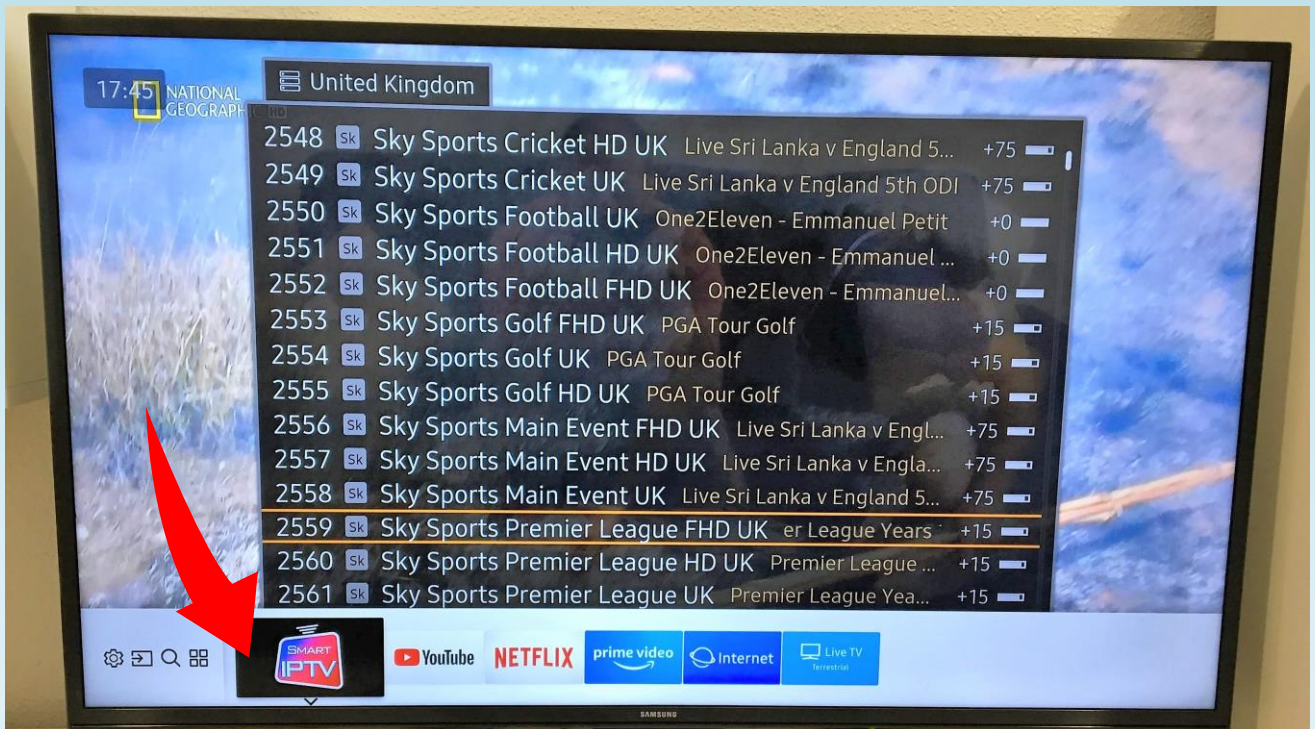 17:45
NATIONAL
GEOGRAPHIC HD
United Kingdom
2548 Sk Sky Sports Cricket HD UK Live Sri Lanka v England 5... +75
2549 Sk Sky Sports Cricket UK Live Sri Lanka v England 5th ODI +75
2550 Sk Sky Sports Football UK One2Eleven - Emmanuel Petit +0
2551 Sk Sky Sports Football HD UK One2Eleven - Emmanuel ... +0
2552 Sk Sky Sports Football FHD UK One2Eleven - Emmanuel... +0
2553 Sk Sky Sports Golf FHD UK PGA Tour Golf +15
2554 Sk Sky Sports Golf UK PGA Tour Golf +15
2555 Sk Sky Sports Golf HD UK PGA Tour Golf +15
2556 Sk Sky Sports Main Event FHD UK Live Sri Lanka v Engl... +75
2557 Sk Sky Sports Main Event HD UK Live Sri Lanka v Engla... +75
2558 Sk Sky Sports Main Event UK Live Sri Lanka v England 5... +75
2559 Sk Sky Sports Premier League FHD UK er League Years +15
2560 Sk Sky Sports Premier League HD UK Premier League ... +15
2561 Sk Sky Sports Premier League UK Premier League Yea... +15
SMART
IPTV
YouTube
NETFLIX
prime video
Internet
Live TV
Terrestrial
SAMSUNG